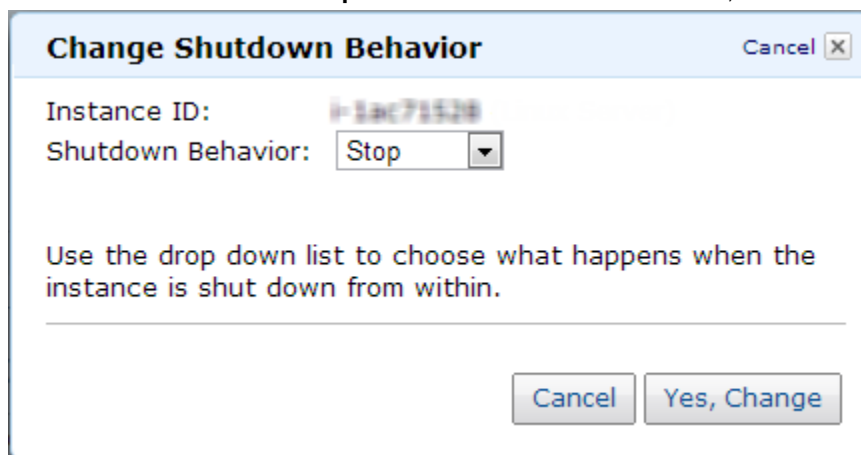 Change Shutdown Behavior Cancel
Instance ID:
Shutdown Behavior: Stop
Use the drop down list to choose what happens when the
instance is shut down from within.
Cancel Yes, Change